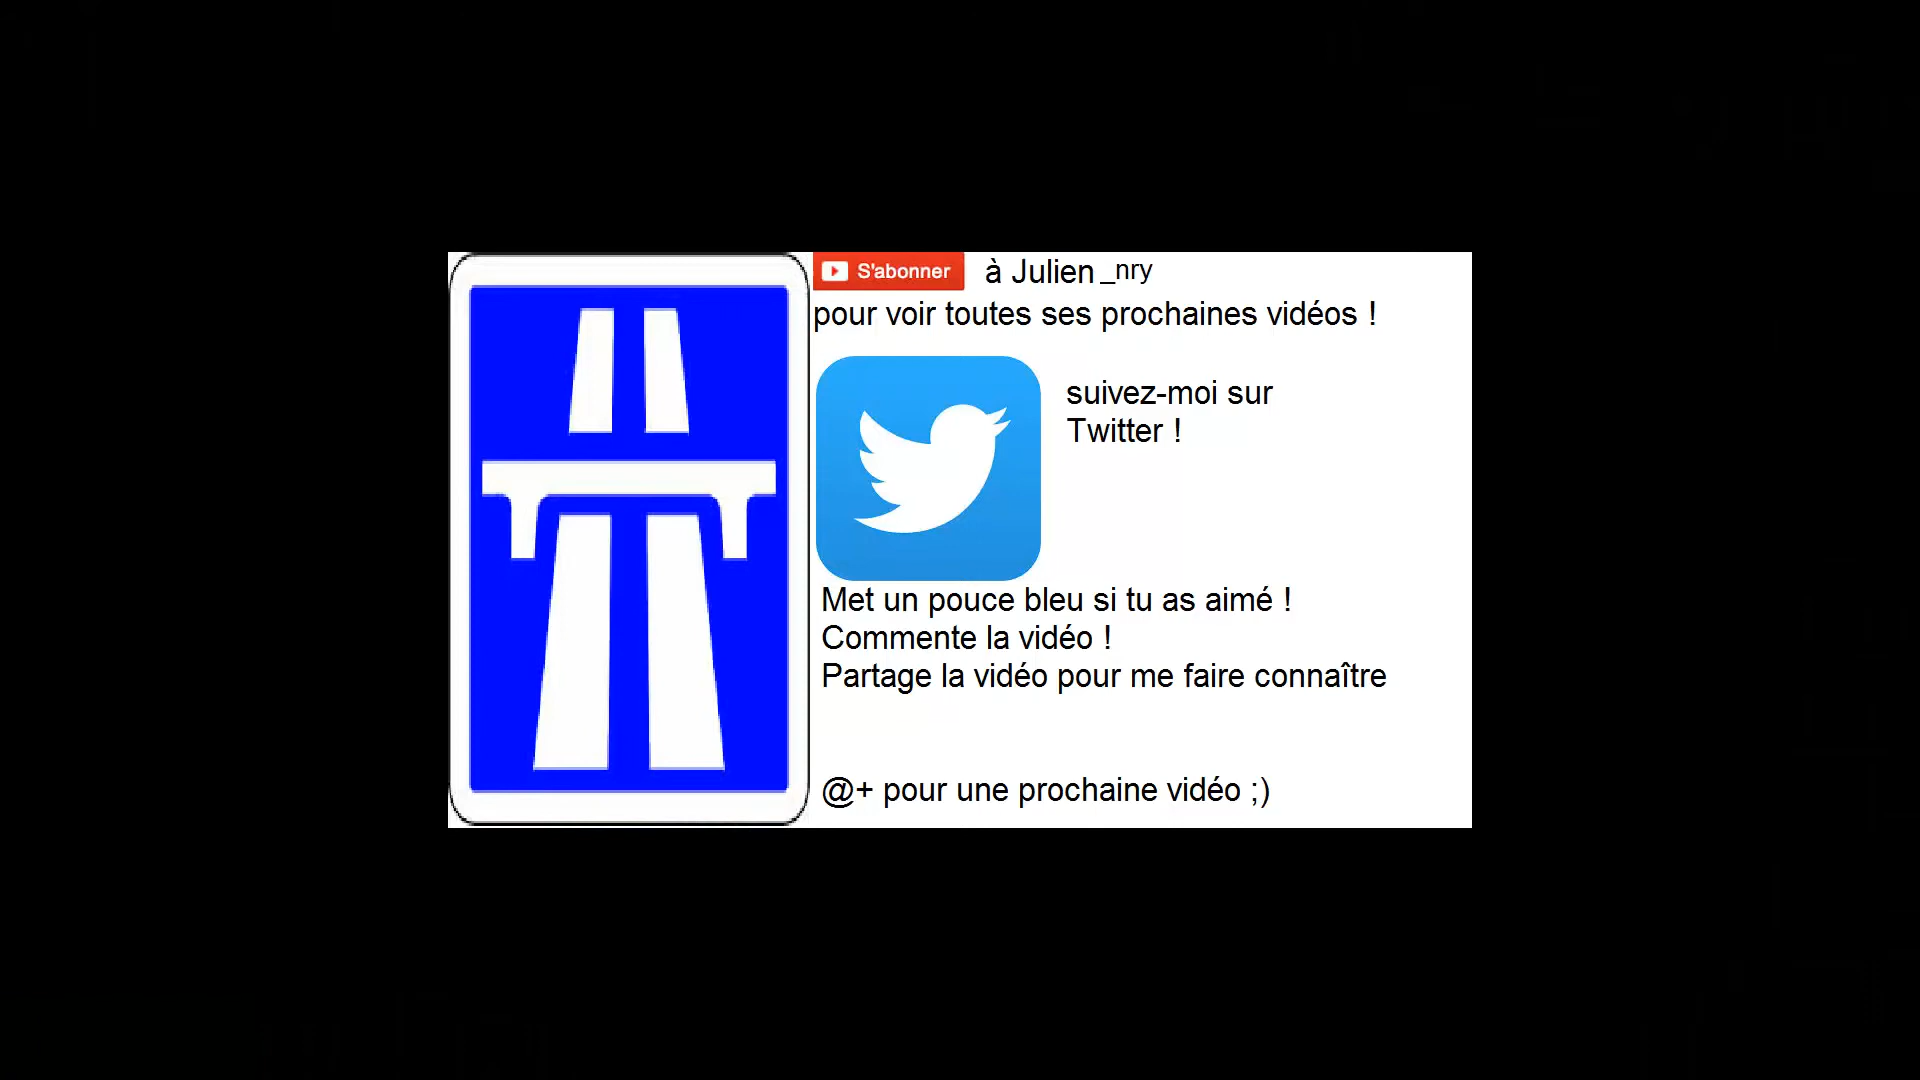 S'abonner à Julien_nry
pour voir toutes ses prochaines vidéos !
suivez-moi sur
Twitter !
Met un pouce bleu si tu as aimé !
Commente la vidéo !
Partage la vidéo pour me faire connaître
@+ pour une prochaine vidéo ;)